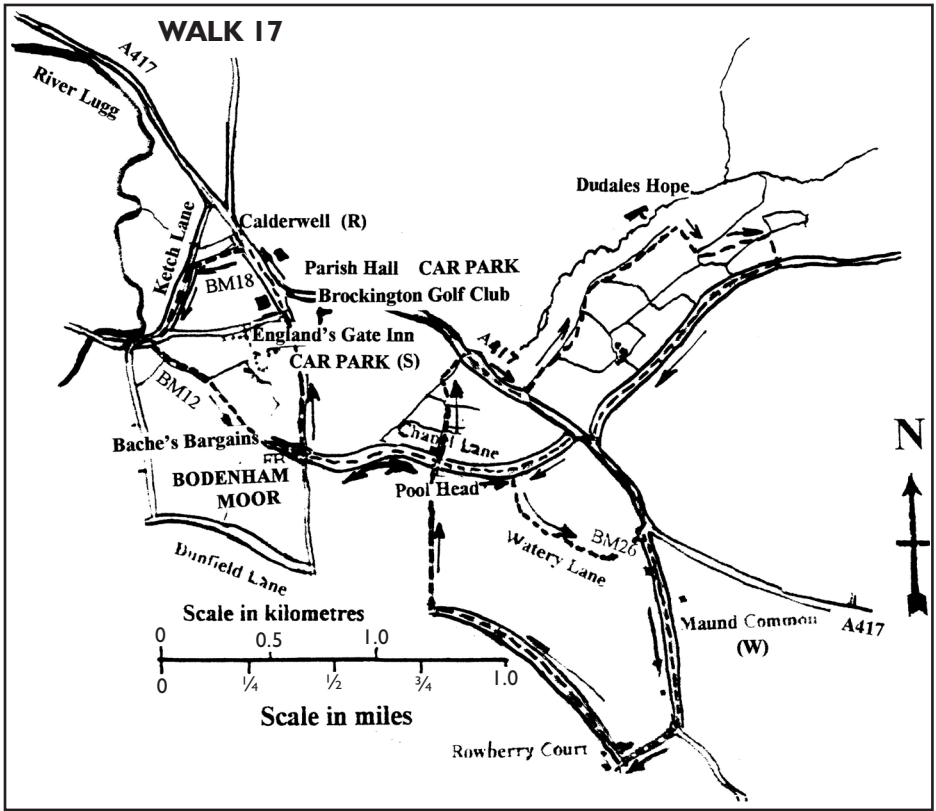 WALK 17
A417
River Lugg
Dudales Hope
Calderwell (R)
Ketch Lane
BM18
Parish Hall CAR PARK
Brockington Golf Club
England's Gate Inn
CAR PARK (S)
A417
BM12
Bache's Bargains
Chapel Lane
BODENHAM
MOOR
Pool Head
N
BM26
Watery Lane
Dunfield Lane
Maund Common
(W)
A417
Scale in kilometres
0 0.5 1.0
0 ¼ ½ ¾ 1.0
Scale in miles
Rowberry Court